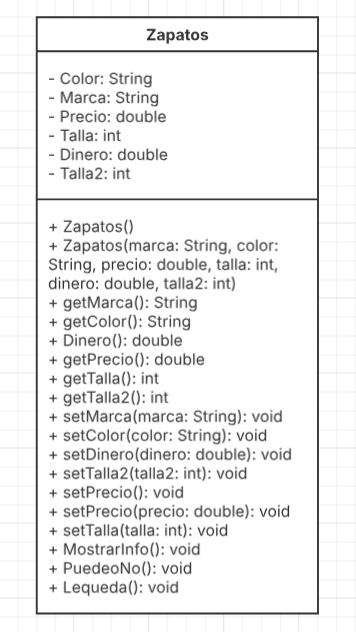 Zapatos
- Color: String
- Marca: String
- Precio: double
- Talla: int
- Dinero: double
- Talla2: int
+ Zapatos()
+ Zapatos(marca: String, color:
String, precio: double, talla: int,
dinero: double, talla2: int)
+ getMarca(): String
+ getColor(): String
+ Dinero(): double
+ getPrecio(): double
+ getTalla(): int
+ getTalla2(): int
+ setMarca(marca: String): void
+ setColor(color: String): void
+ setDinero(dinero: double): void
+ setTalla2(talla2: int): void
+ setPrecio(): void
+ setPrecio(precio: double): void
+ setTalla(talla: int): void
+ MostrarInfo(): void
+ PuedeoNo(): void
+ Lequeda(): void